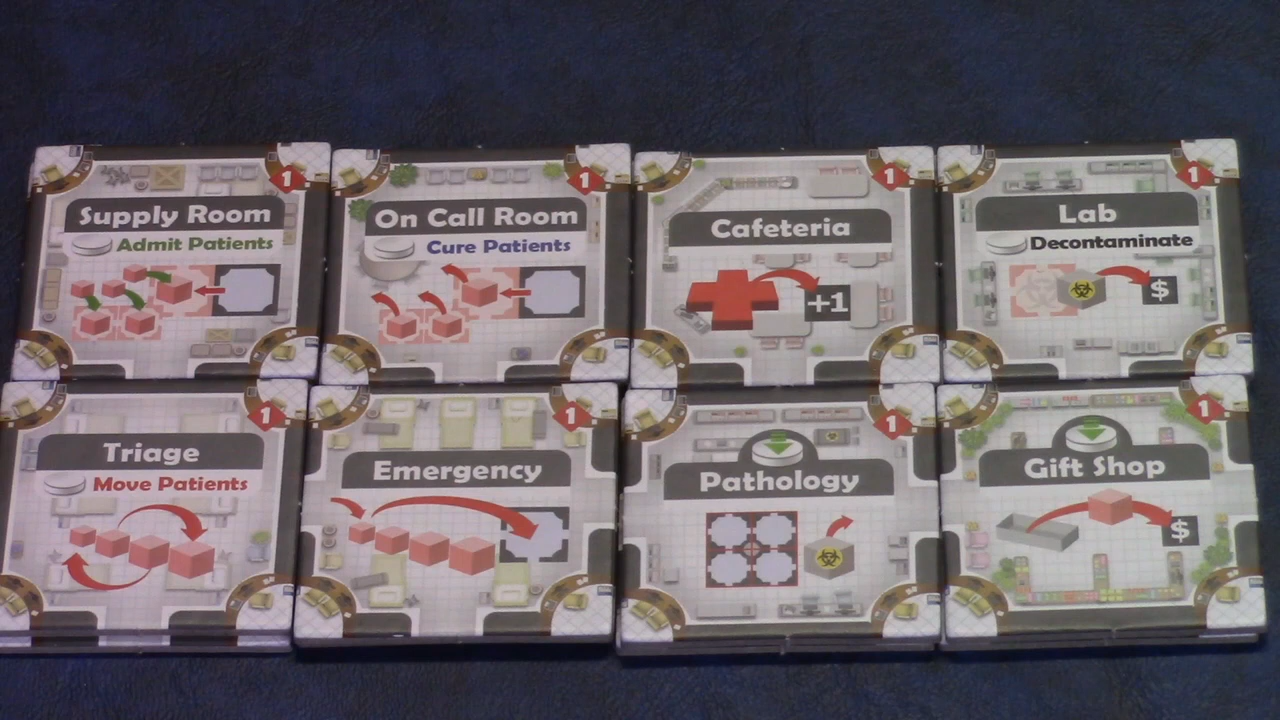 1
Supply Room
Admit Patients
1
On Call Room
Cure Patients
1
Cafeteria
+1
1
Lab
Decontaminate
$
1
Triage
Move Patients
1
Emergency
1
Pathology
1
Gift Shop
$